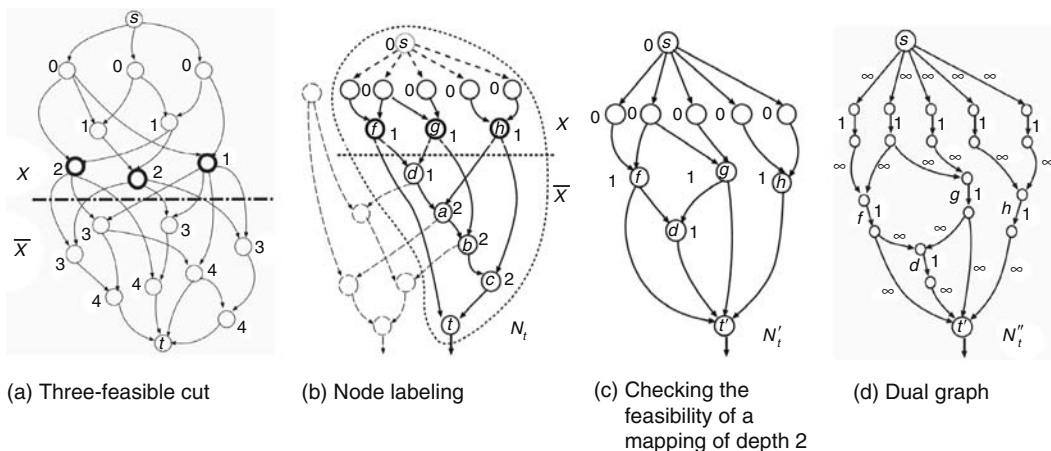 s
0 0 0
1 1
2 2 1
X
X̅
3 3 3
3
4 4
4
4
t
(a) Three-feasible cut
0 s
0 0 0 0
f 1 g 1 h 1
X
X̅
d 1
a 2
b 2
c 2
t
N_t
(b) Node labeling
0 s
0 0 0 0 0
1 f 1 g 1 h
d
1
t'
N'_t
(c) Checking the
feasibility of a
mapping of depth 2
s
∞ ∞ ∞ ∞ ∞
1 1 1 1 1
∞ ∞ ∞ ∞ ∞
g 1
f 1 h 1
∞ ∞
d 1
∞ ∞ ∞ ∞
t'
N''_t
(d) Dual graph